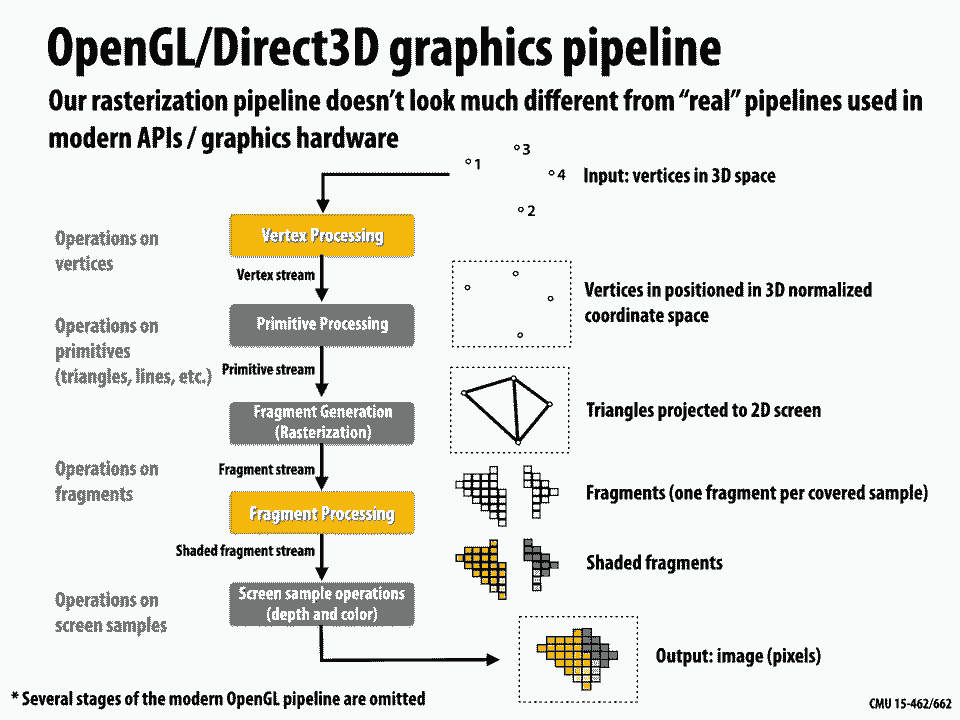 OpenGL/Direct3D graphics pipeline
Our rasterization pipeline doesn't look much different from “real” pipelines used in
modern APIs / graphics hardware
1
3
4
2
Input: vertices in 3D space
Operations on
vertices
Vertex Processing
Vertex stream
Vertices in positioned in 3D normalized
coordinate space
Operations on
primitives
(triangles, lines, etc.)
Primitive Processing
Primitive stream
Triangles projected to 2D screen
Fragment Generation
(Rasterization)
Fragment stream
Operations on
fragments
Fragments (one fragment per covered sample)
Fragment Processing
Shaded fragment stream
Shaded fragments
Operations on
screen samples
Screen sample operations
(depth and color)
Output: image (pixels)
* Several stages of the modern OpenGL pipeline are omitted
CMU 15-462/662